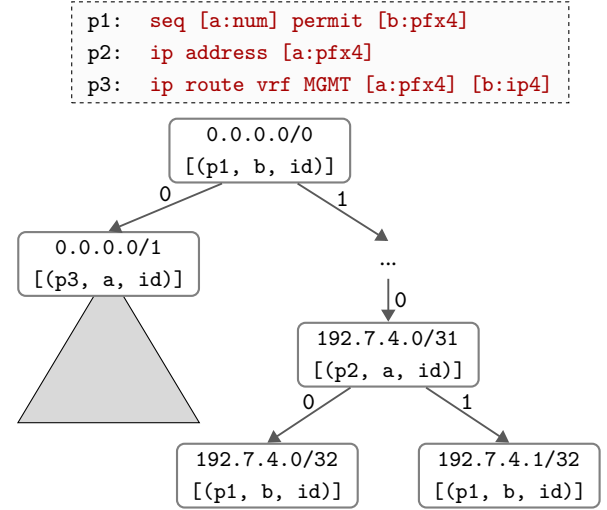 p1: seq [a:num] permit [b:pfx4]
p2: ip address [a:pfx4]
p3: ip route vrf MGMT [a:pfx4] [b:ip4]
0.0.0.0/0
[(p1, b, id)]
0
1
0.0.0.0/1
[(p3, a, id)]
...
0
192.7.4.0/31
[(p2, a, id)]
0
1
192.7.4.0/32
[(p1, b, id)]
192.7.4.1/32
[(p1, b, id)]